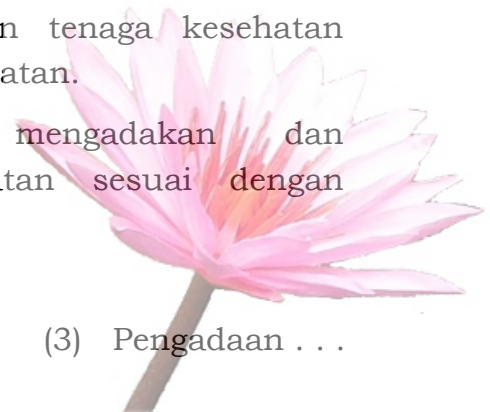 tenaga kesehatan
atan.
mengadakan dan
tan sesuai dengan
(3) Pengadaan . . .